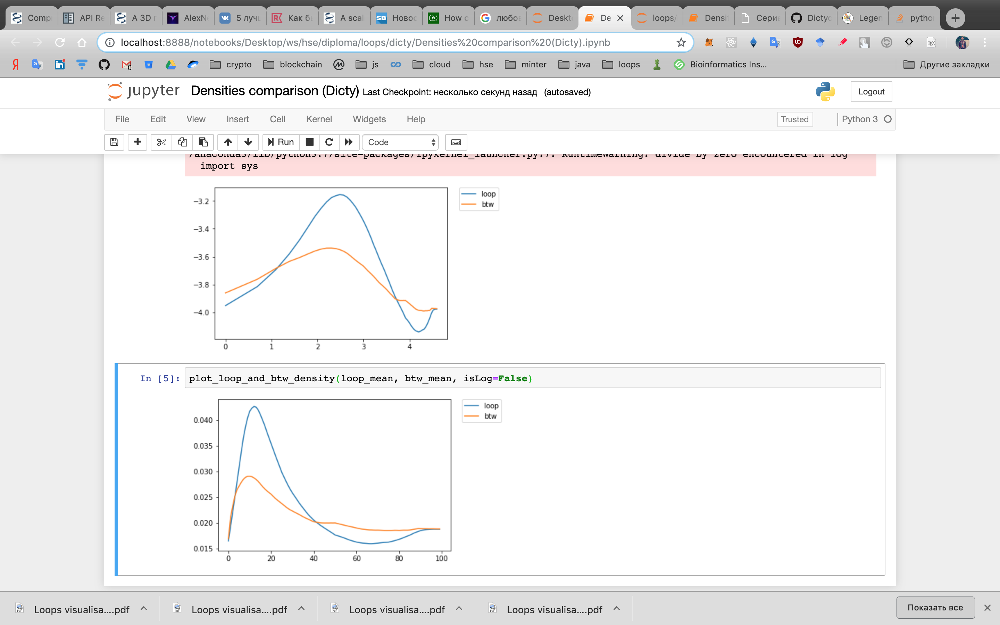 Comp API Re A 3D r AlexNe 5 лучш Как бы A scal Новос How c любов Deskt De loops/ Densit Сериа Dictyo Legen pytho
localhost:8888/notebooks/Desktop/ws/hse/diploma/loops/dicty/Densities%20comparison%20(Dicty).ipynb
crypto blockchain js cloud hse minter java loops Bioinformatics Ins... Другие закладки
jupyter Densities comparison (Dicty) Last Checkpoint: несколько секунд назад (autosaved) Logout
File Edit View Insert Cell Kernel Widgets Help Trusted Python 3
Run Code
/anaconda3/lib/python3.7/site-packages/ipykernel_launcher.py:7: RuntimeWarning: divide by zero encountered in log
import sys
loop
btw
−3.2
−3.4
−3.6
−3.8
−4.0
0 1 2 3 4
In [5]: plot_loop_and_btw_density(loop_mean, btw_mean, isLog=False)
loop
btw
0.040
0.035
0.030
0.025
0.020
0.015
0 20 40 60 80 100
Loops visualisa....pdf Loops visualisa....pdf Loops visualisa....pdf Loops visualisa....pdf Показать все